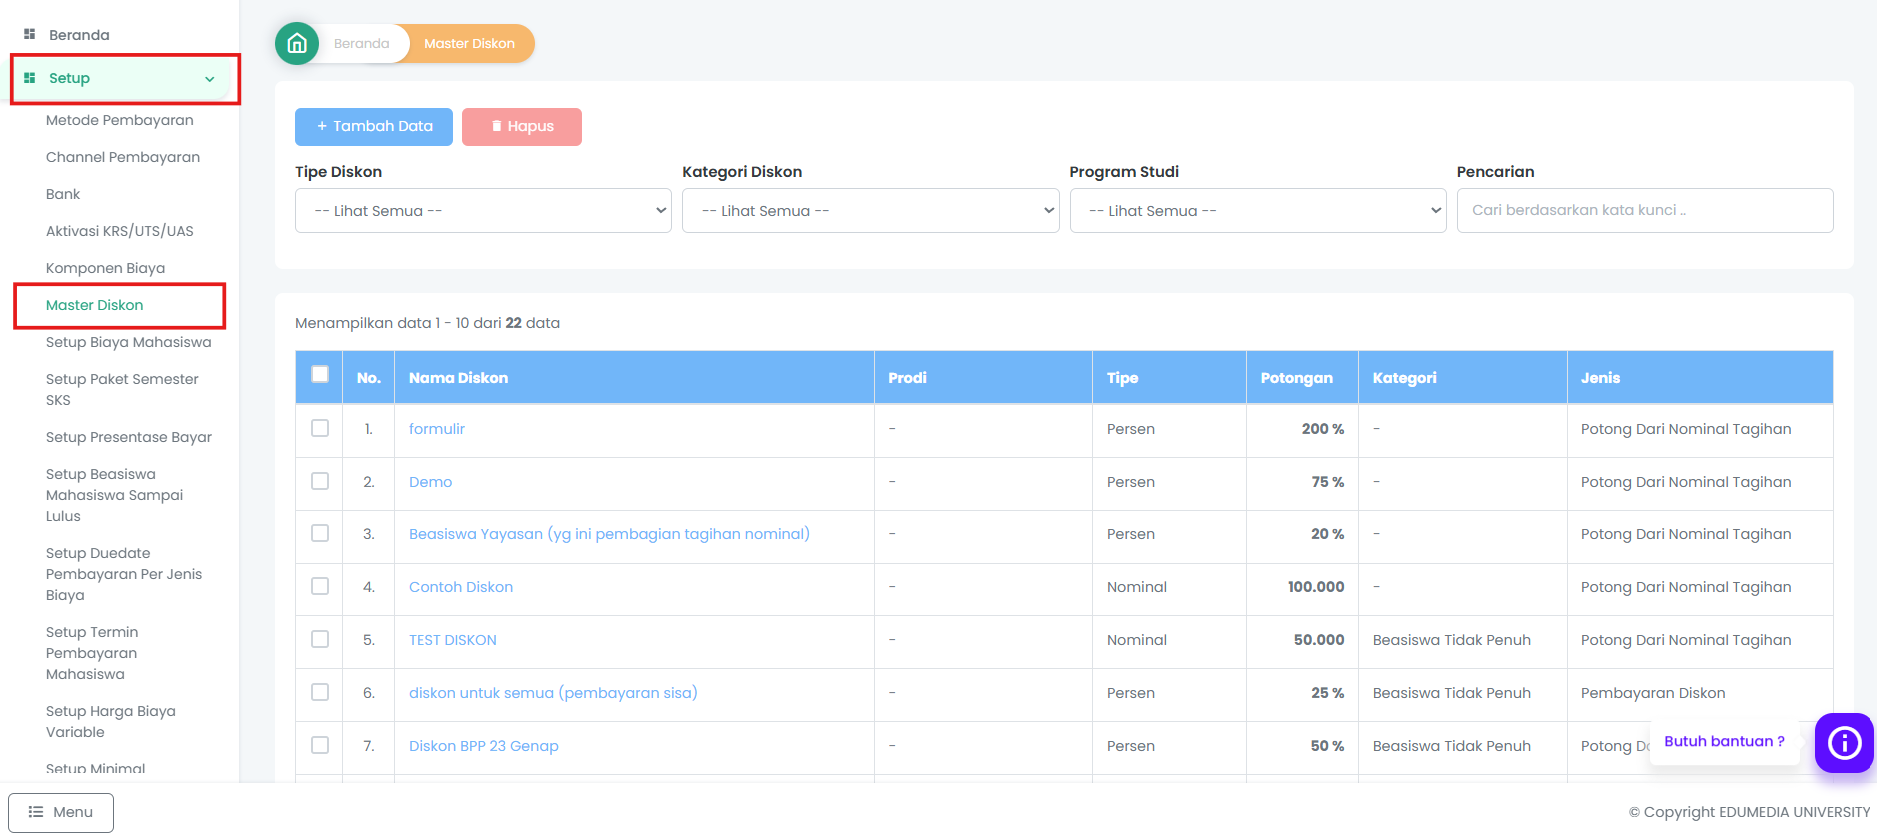 Beranda
Setup
Metode Pembayaran
Channel Pembayaran
Bank
Aktivasi KRS/UTS/UAS
Komponen Biaya
Master Diskon
Setup Biaya Mahasiswa
Setup Paket Semester
SKS
Setup Presentase Bayar
Setup Beasiswa
Mahasiswa Sampai
Lulus
Setup Duedate
Pembayaran Per Jenis
Biaya
Setup Termin
Pembayaran
Mahasiswa
Setup Harga Biaya
Variable
Setup Minimal
Menu
Beranda Master Diskon
+ Tambah Data Hapus
Tipe Diskon Kategori Diskon Program Studi Pencarian
-- Lihat Semua -- -- Lihat Semua -- -- Lihat Semua -- Cari berdasarkan kata kunci ..
Menampilkan data 1 - 10 dari 22 data
No. Nama Diskon Prodi Tipe Potongan Kategori Jenis
1. formulir - Persen 200 % - Potong Dari Nominal Tagihan
2. Demo - Persen 75 % - Potong Dari Nominal Tagihan
3. Beasiswa Yayasan (yg ini pembagian tagihan nominal) - Persen 20 % - Potong Dari Nominal Tagihan
4. Contoh Diskon - Nominal 100.000 - Potong Dari Nominal Tagihan
5. TEST DISKON - Nominal 50.000 Beasiswa Tidak Penuh Potong Dari Nominal Tagihan
6. diskon untuk semua (pembayaran sisa) - Persen 25 % Beasiswa Tidak Penuh Pembayaran Diskon
7. Diskon BPP 23 Genap - Persen 50 % Beasiswa Tidak Penuh Potong
Butuh bantuan ?
© Copyright EDUMEDIA UNIVERSITY